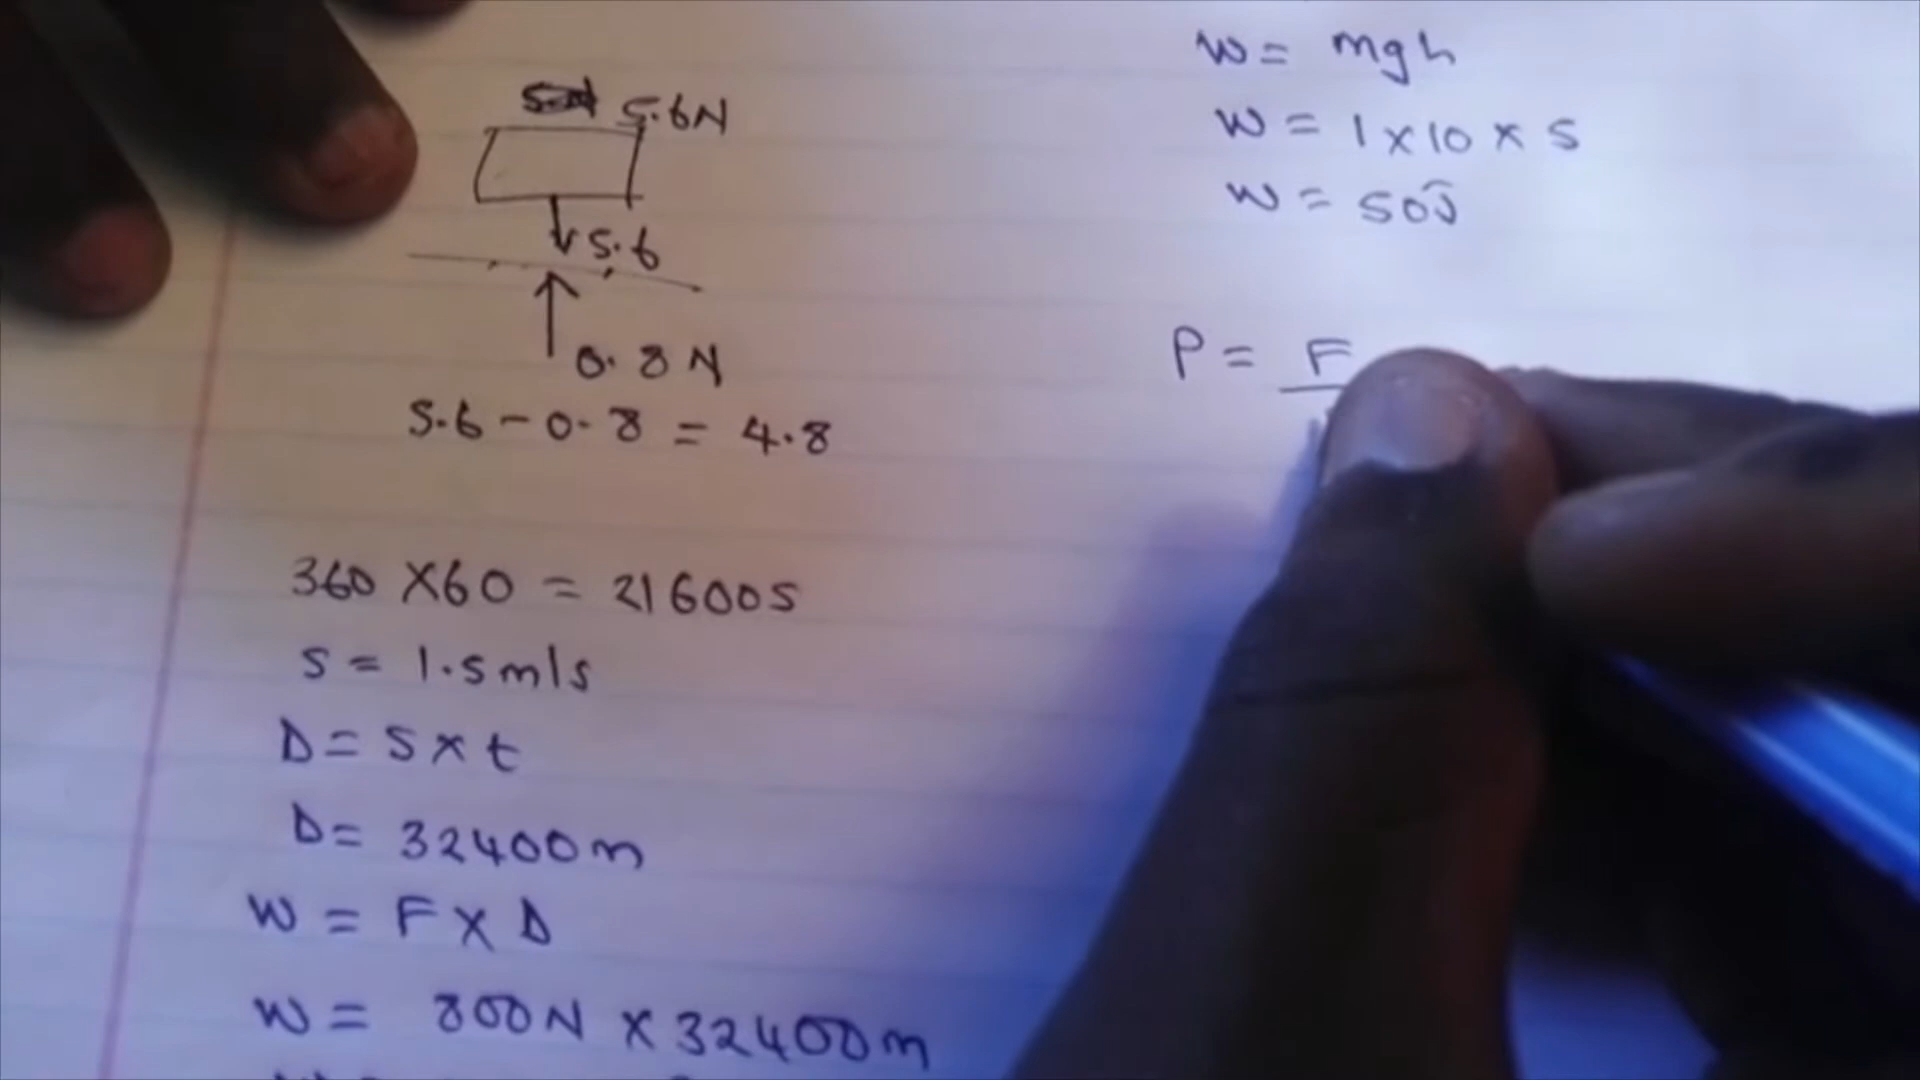 5.6N
5.6
0.8N
5.6 - 0.8 = 4.8
360 X60 = 21600s
s = 1.5m/s
D = s x t
D = 32400m
W = F x D
W = 800N x 32400m
W = mgh
W = 1 x 10 x 5
W = 50J
P = F